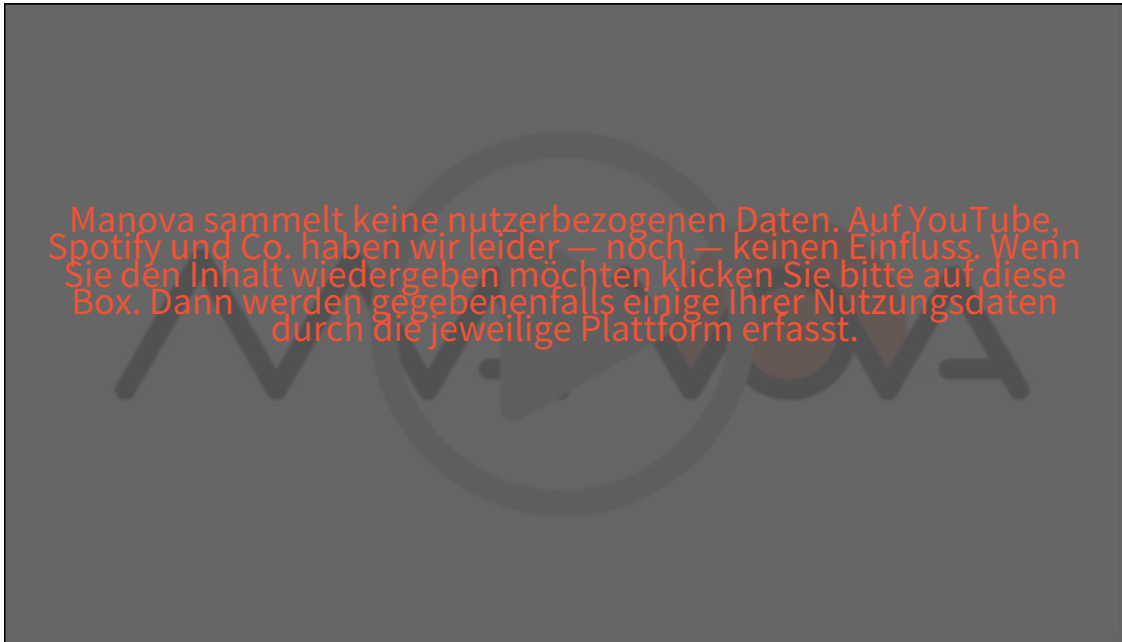 Manova sammelt keine nutzerbezogenen Daten. Auf YouTube,
Spotify und Co. haben wir leider — noch — keinen Einfluss. Wenn
Sie den Inhalt wiedergeben möchten klicken Sie bitte auf diese
Box. Dann werden gegebenenfalls einige Ihrer Nutzungsdaten
durch die jeweilige Plattform erfasst.
MANOVA